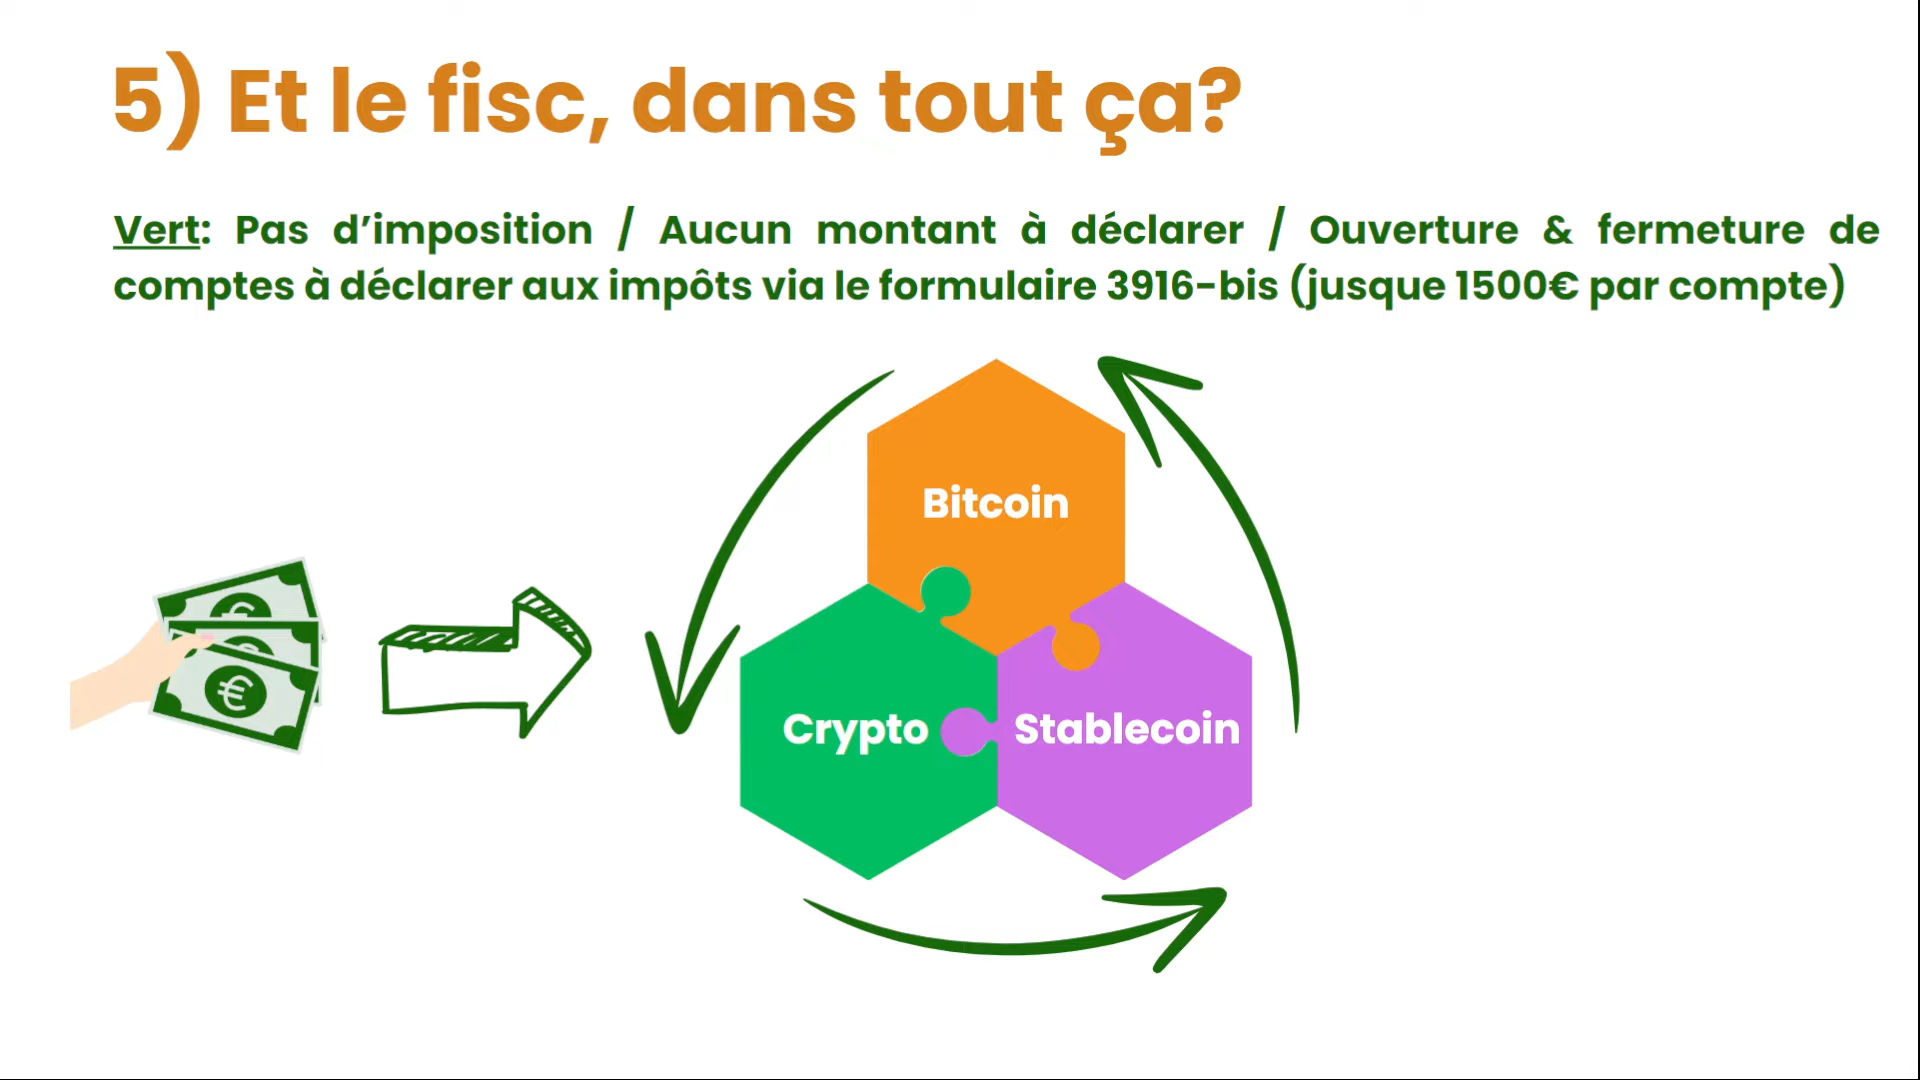 5) Et le fisc, dans tout ça?
Vert: Pas d’imposition / Aucun montant à déclarer / Ouverture & fermeture de
comptes à déclarer aux impôts via le formulaire 3916-bis (jusque 1500€ par compte)
Bitcoin
€
€
€
Crypto
Stablecoin